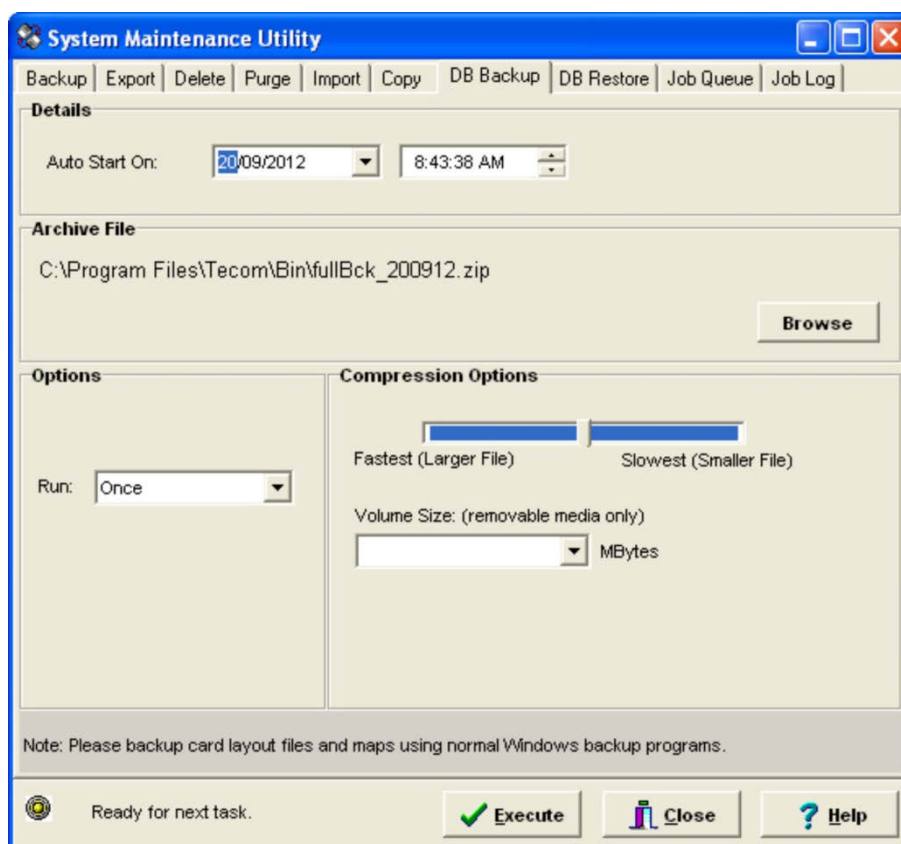 System Maintenance Utility
Backup Export Delete Purge Import Copy DB Backup DB Restore Job Queue Job Log
Details
Auto Start On: 20/09/2012 8:43:38 AM
Archive File
C:\Program Files\Tecom\Bin\fullBck_200912.zip
Browse
Options Compression Options
Fastest (Larger File) Slowest (Smaller File)
Run: Once
Volume Size: (removable media only)
MBytes
Note: Please backup card layout files and maps using normal Windows backup programs.
Ready for next task. Execute Close Help